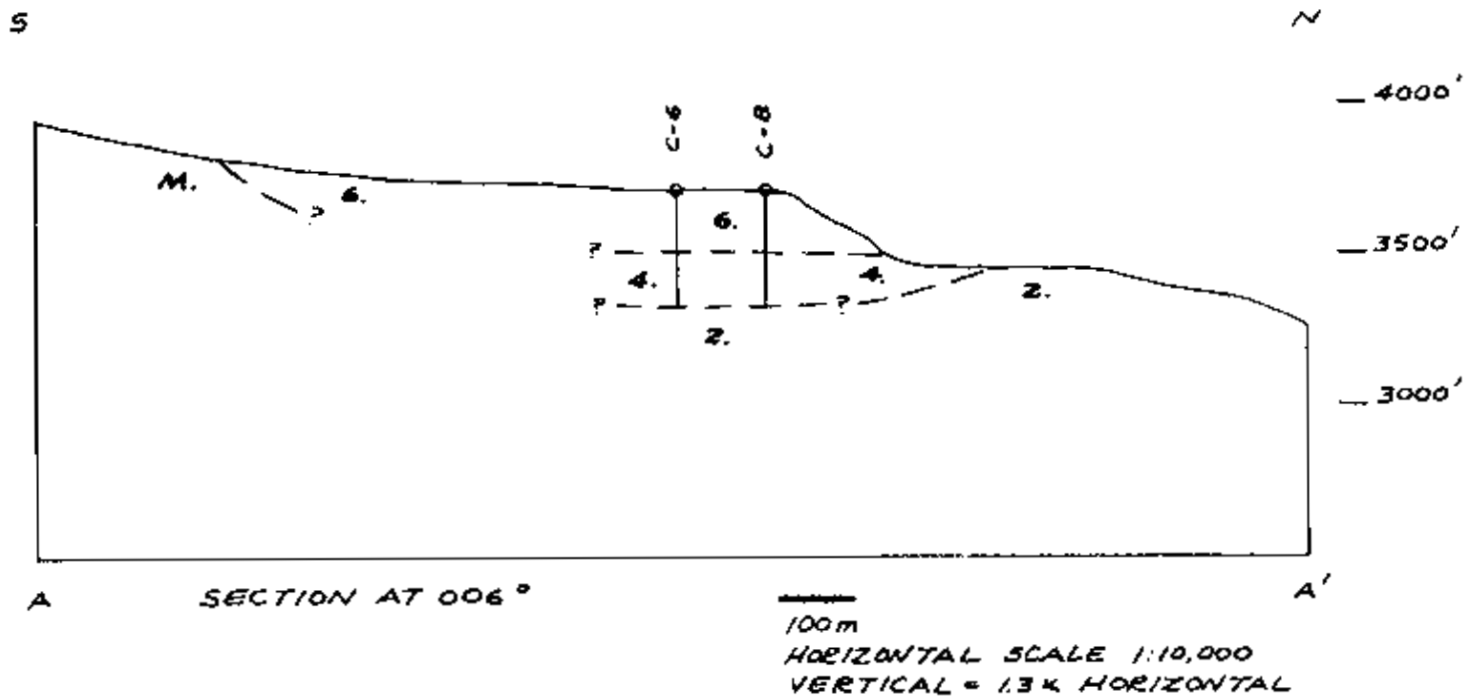 S
N
4000'
C-6
C-8
M.
?
6.
6.
?
3500'
4.
4.
?
?
2.
2.
3000'
A
SECTION AT 006°
A'
100m
HORIZONTAL SCALE 1:10,000
VERTICAL = 1.3 x HORIZONTAL